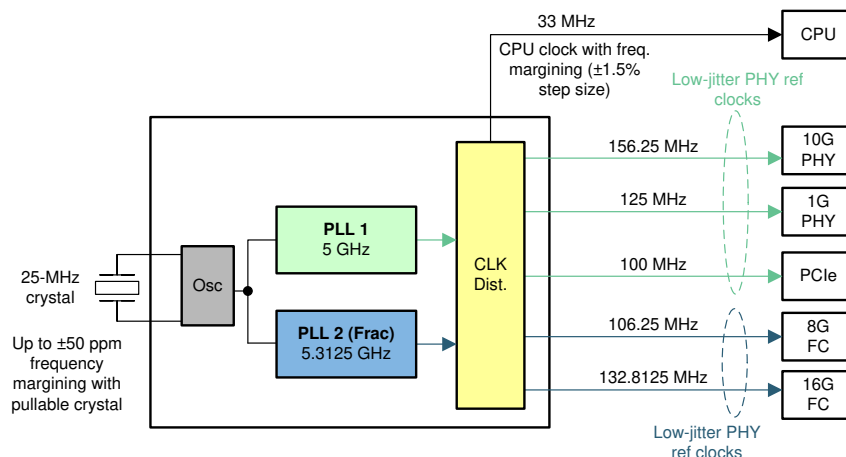 33 MHz
CPU clock with freq.
margining (±1.5%
step size)
CPU
Low-jitter PHY ref
clocks
156.25 MHz
10G
PHY
125 MHz
1G
PHY
PLL 1
5 GHz
CLK
Dist.
100 MHz
PCIe
25-MHz
crystal
Osc
PLL 2 (Frac)
5.3125 GHz
106.25 MHz
8G
FC
Up to ±50 ppm
frequency
margining with
pullable crystal
132.8125 MHz
16G
FC
Low-jitter PHY
ref clocks